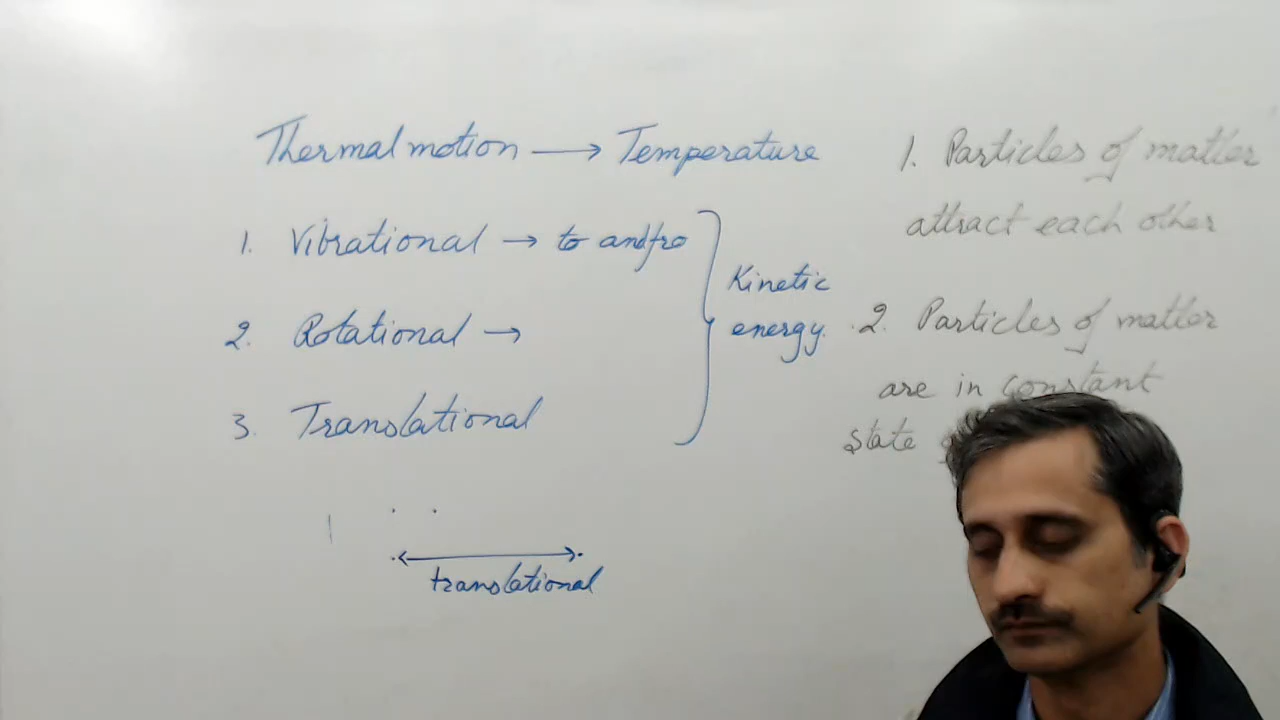 Thermal motion → Temperature
1. Vibrational → to and fro
2. Rotational →
3. Translational
Kinetic
energy.
translational
1. Particles of matter
attract each other
2. Particles of matter
are in constant
state